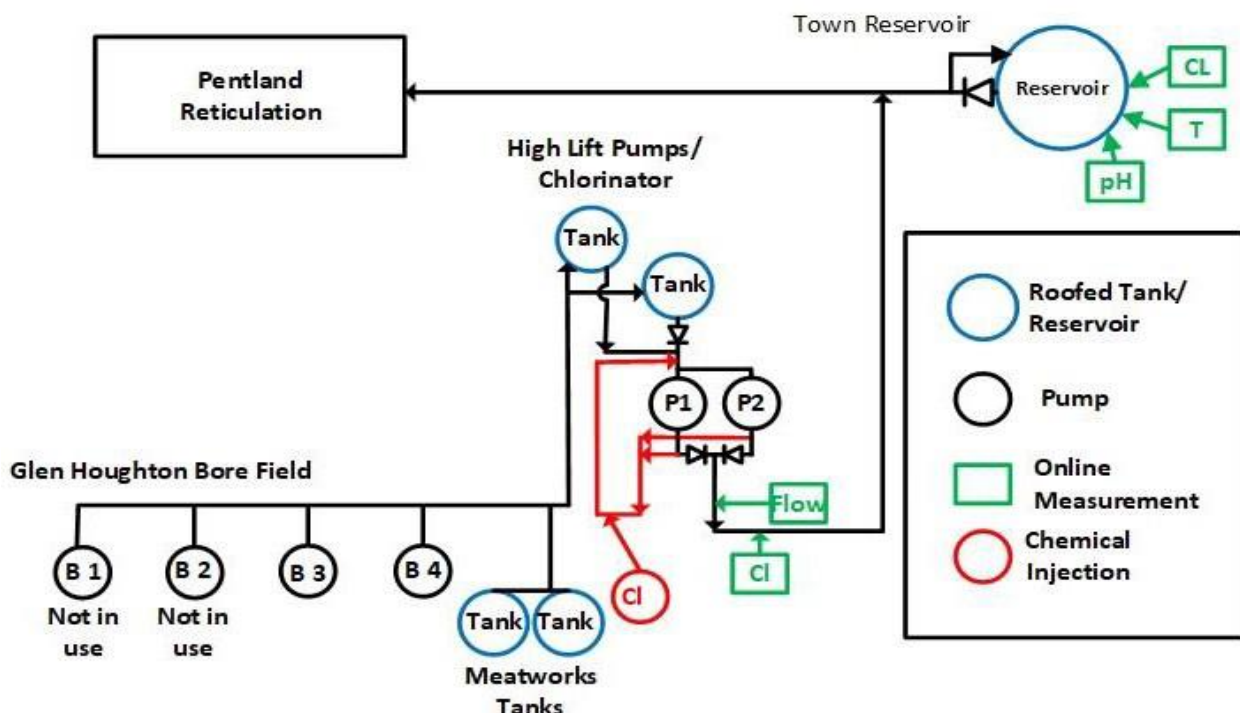 Town Reservoir
Pentland
Reticulation
Reservoir
CL
T
pH
High Lift Pumps/
Chlorinator
Tank
Tank
P1
P2
Flow
Cl
Cl
Glen Houghton Bore Field
B 1
B 2
B 3
B 4
Not in
use
Not in
use
Tank
Tank
Meatworks
Tanks
Roofed Tank/
Reservoir
Pump
Online
Measurement
Chemical
Injection